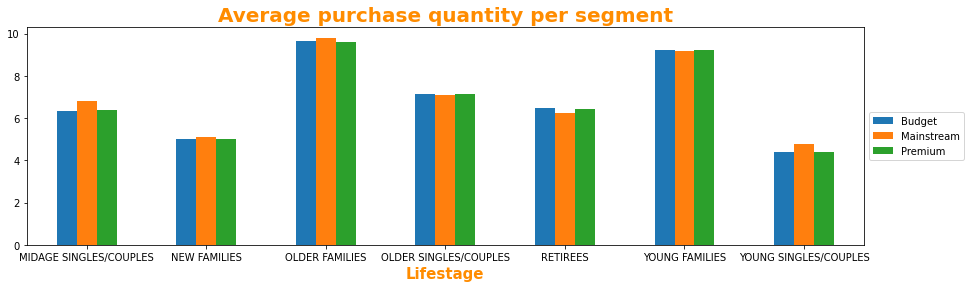 Average purchase quantity per segment
10
8
6
4
2
0
Budget
Mainstream
Premium
MIDAGE SINGLES/COUPLES NEW FAMILIES OLDER FAMILIES OLDER SINGLES/COUPLES RETIREES YOUNG FAMILIES YOUNG SINGLES/COUPLES
Lifestage